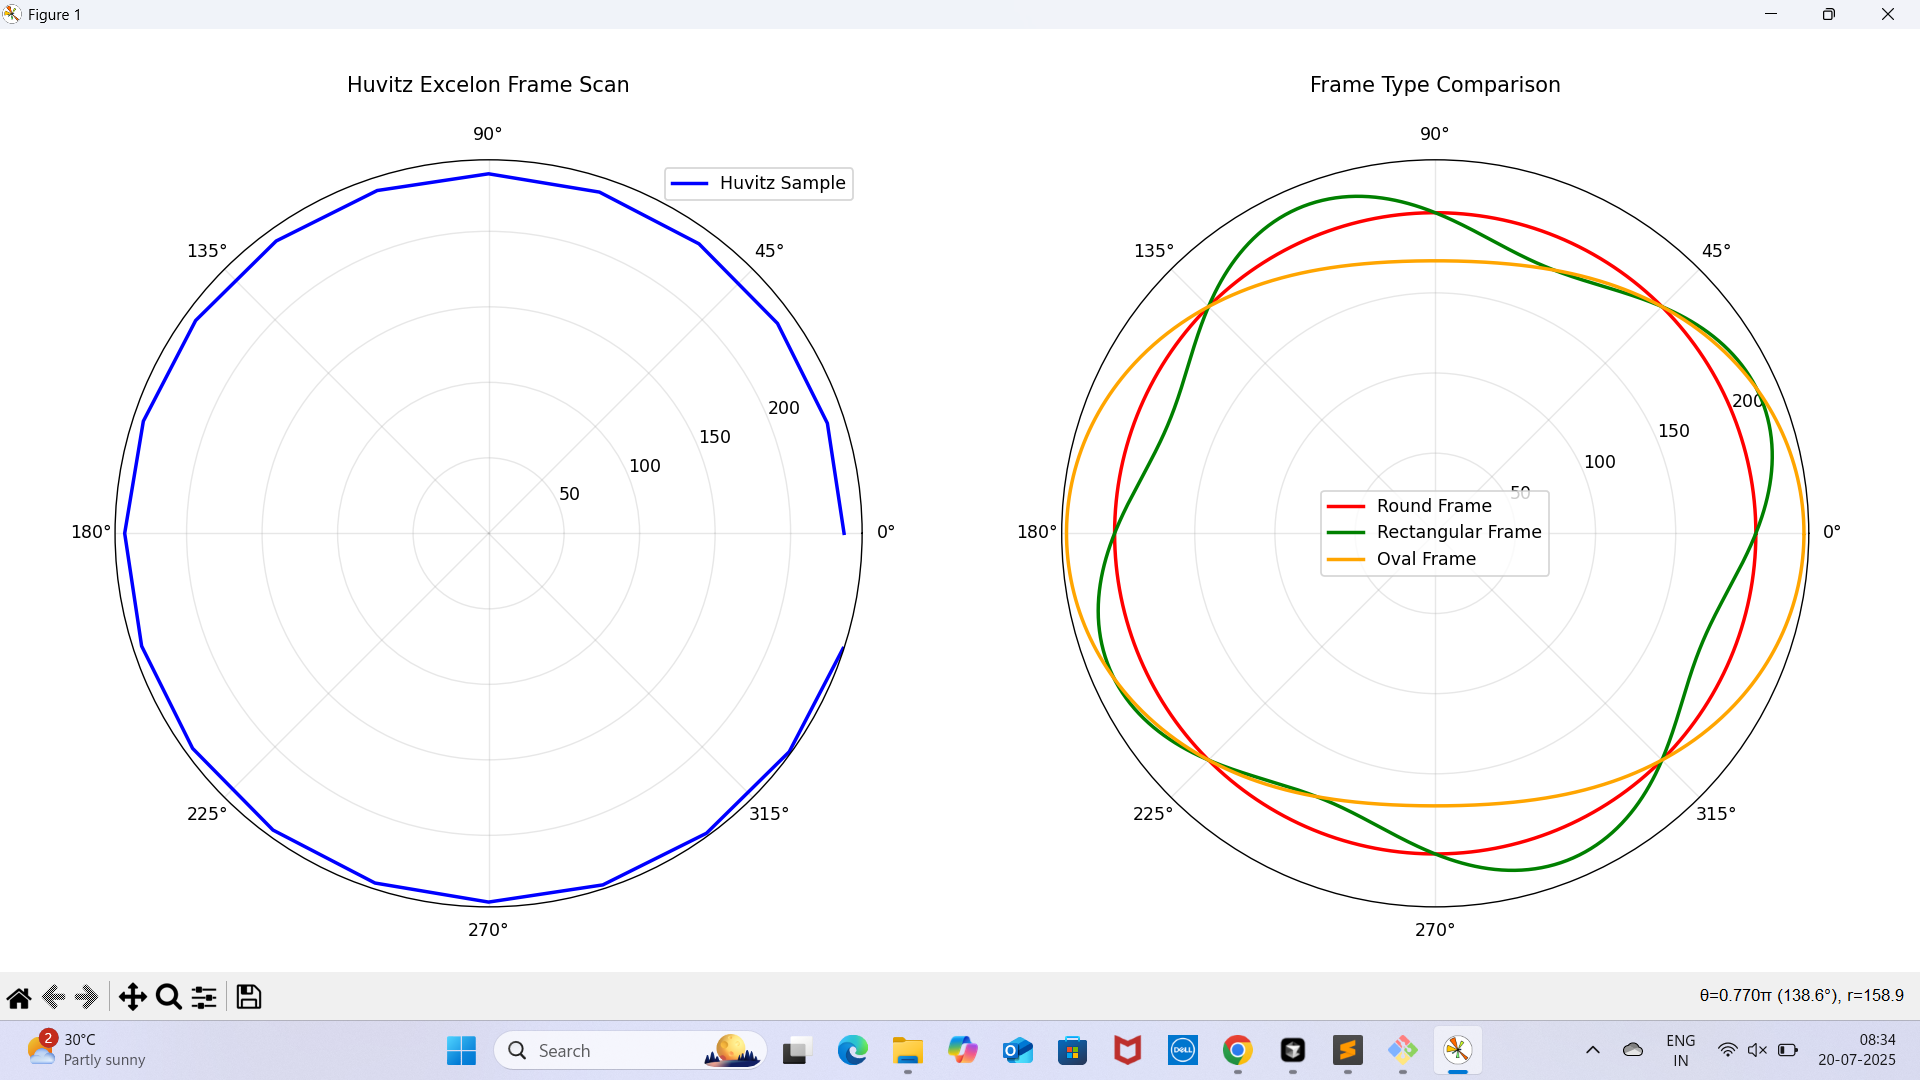 Figure 1
Huvitz Excelon Frame Scan
90°
Huvitz Sample
135°
45°
200
150
100
50
180°
0°
225°
315°
270°
Frame Type Comparison
90°
135°
45°
200
150
100
50
Round Frame
Rectangular Frame
Oval Frame
180°
0°
225°
315°
270°
θ=0.770π (138.6°), r=158.9
2
30°C
Partly sunny
Search
DELL
ENG
IN
08:34
20-07-2025